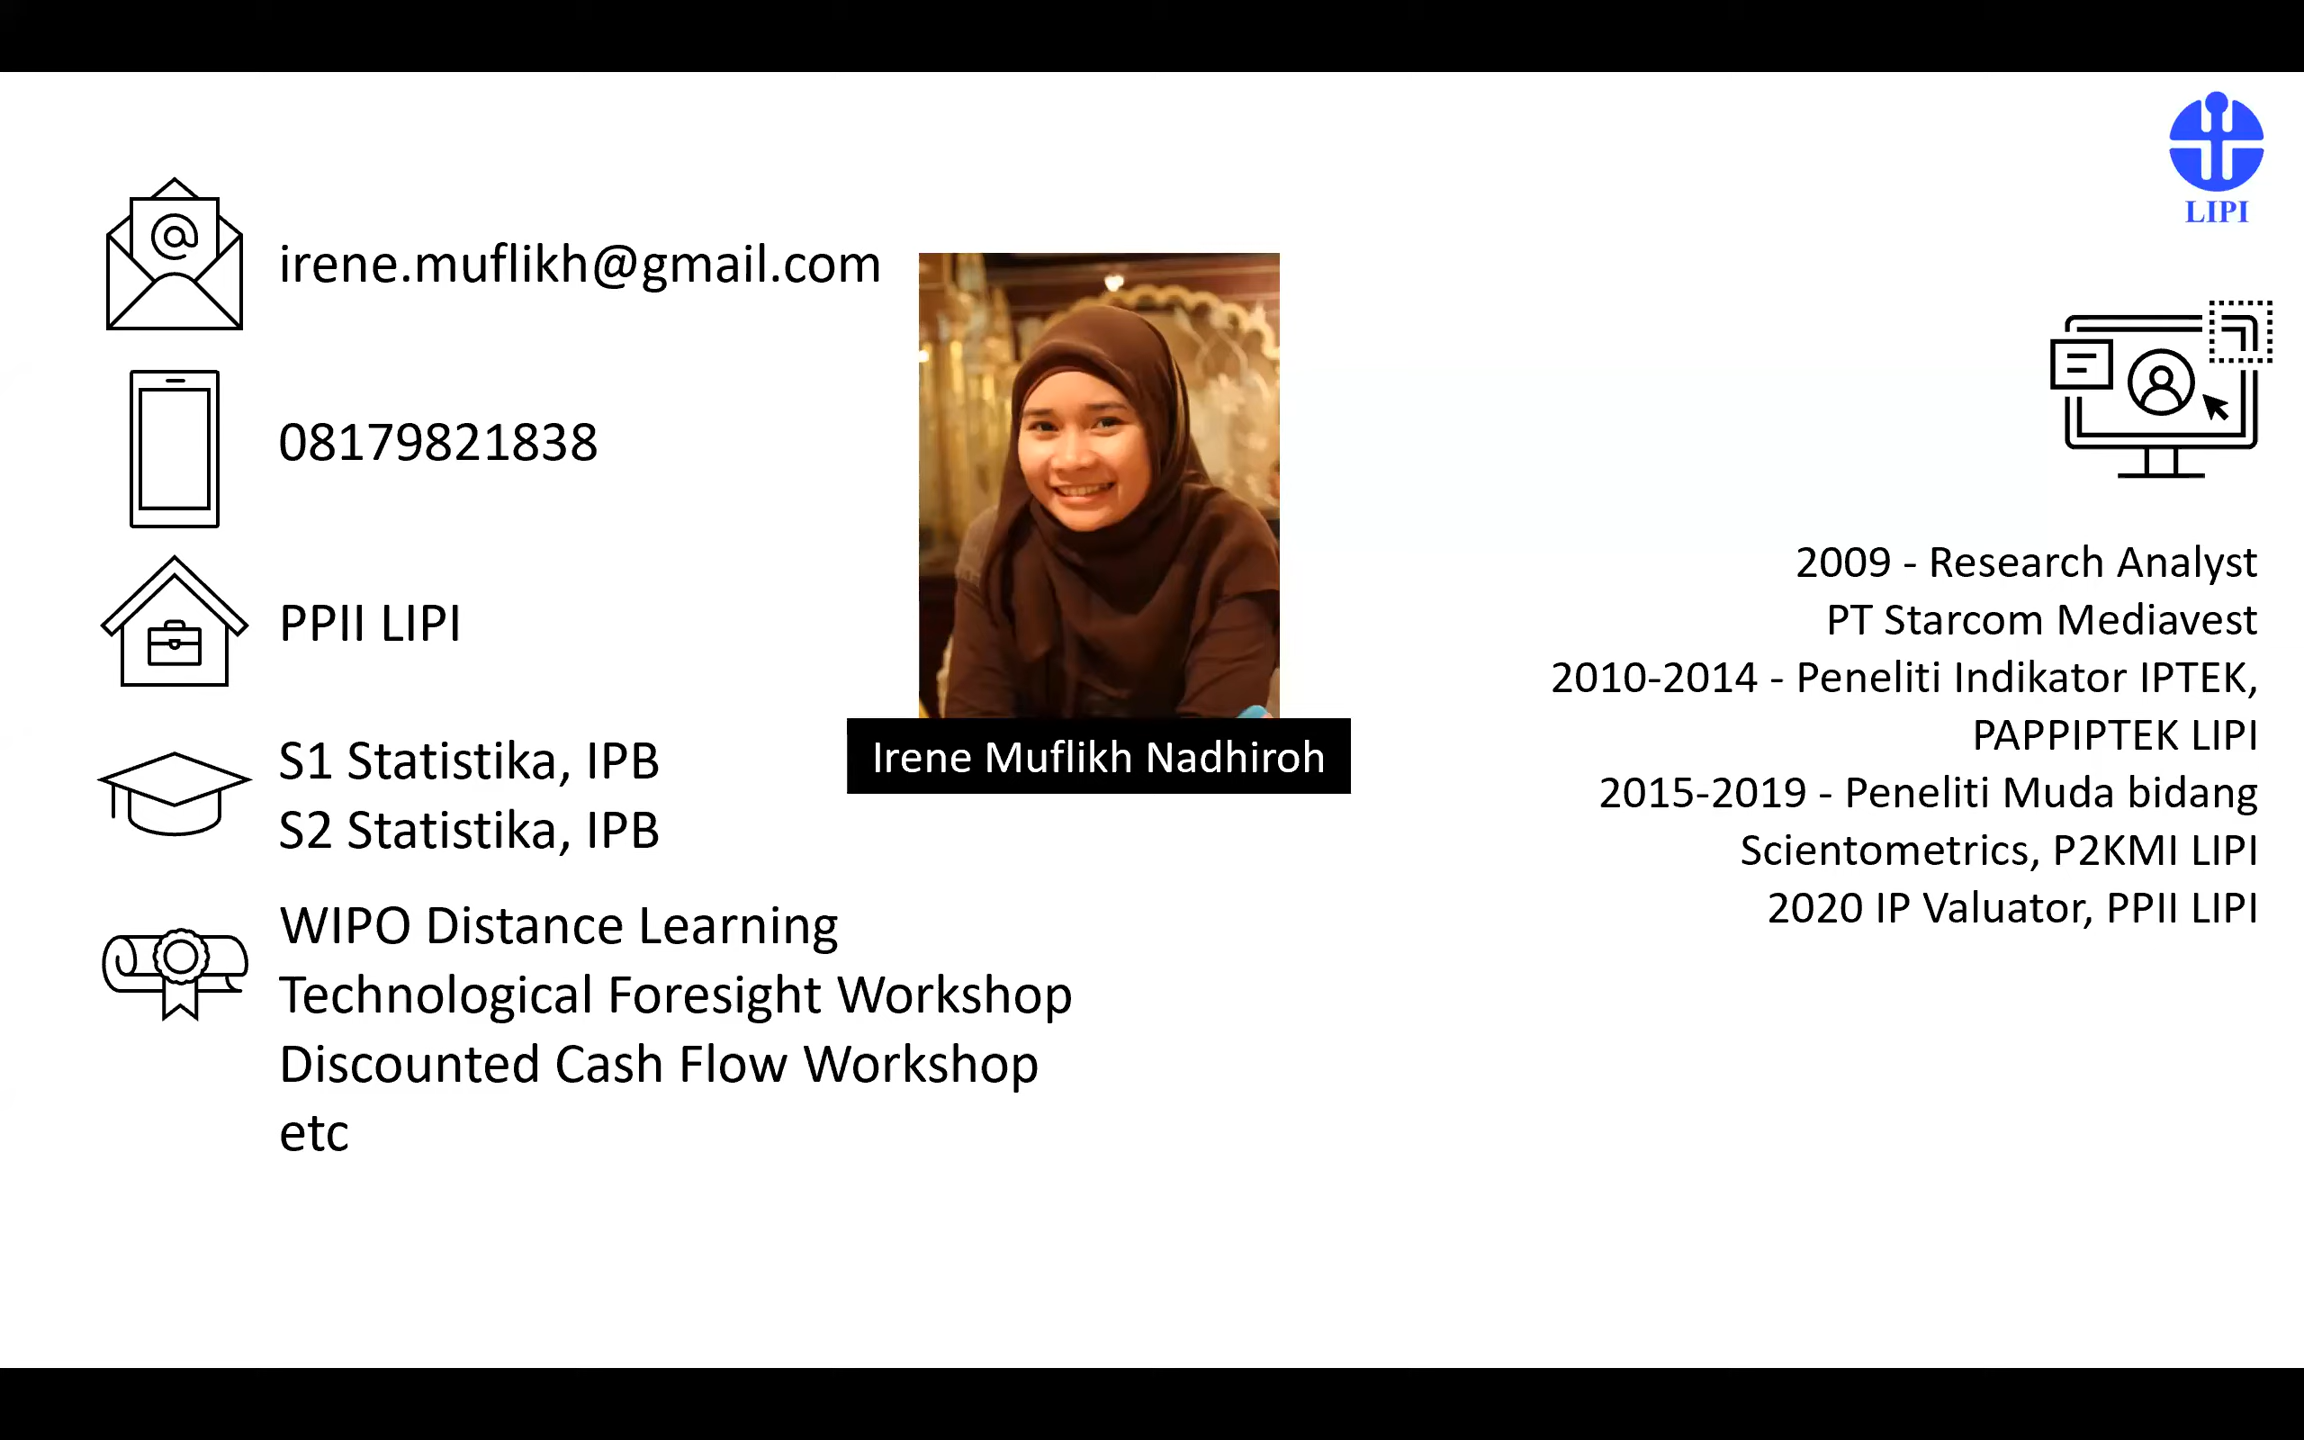 LIPI
irene.muflikh@gmail.com
08179821838
PPII LIPI
S1 Statistika, IPB
S2 Statistika, IPB
WIPO Distance Learning
Technological Foresight Workshop
Discounted Cash Flow Workshop
etc
Irene Muflikh Nadhiroh
2009 - Research Analyst
PT Starcom Mediavest
2010-2014 - Peneliti Indikator IPTEK,
PAPPIPTEK LIPI
2015-2019 - Peneliti Muda bidang
Scientometrics, P2KMI LIPI
2020 IP Valuator, PPII LIPI